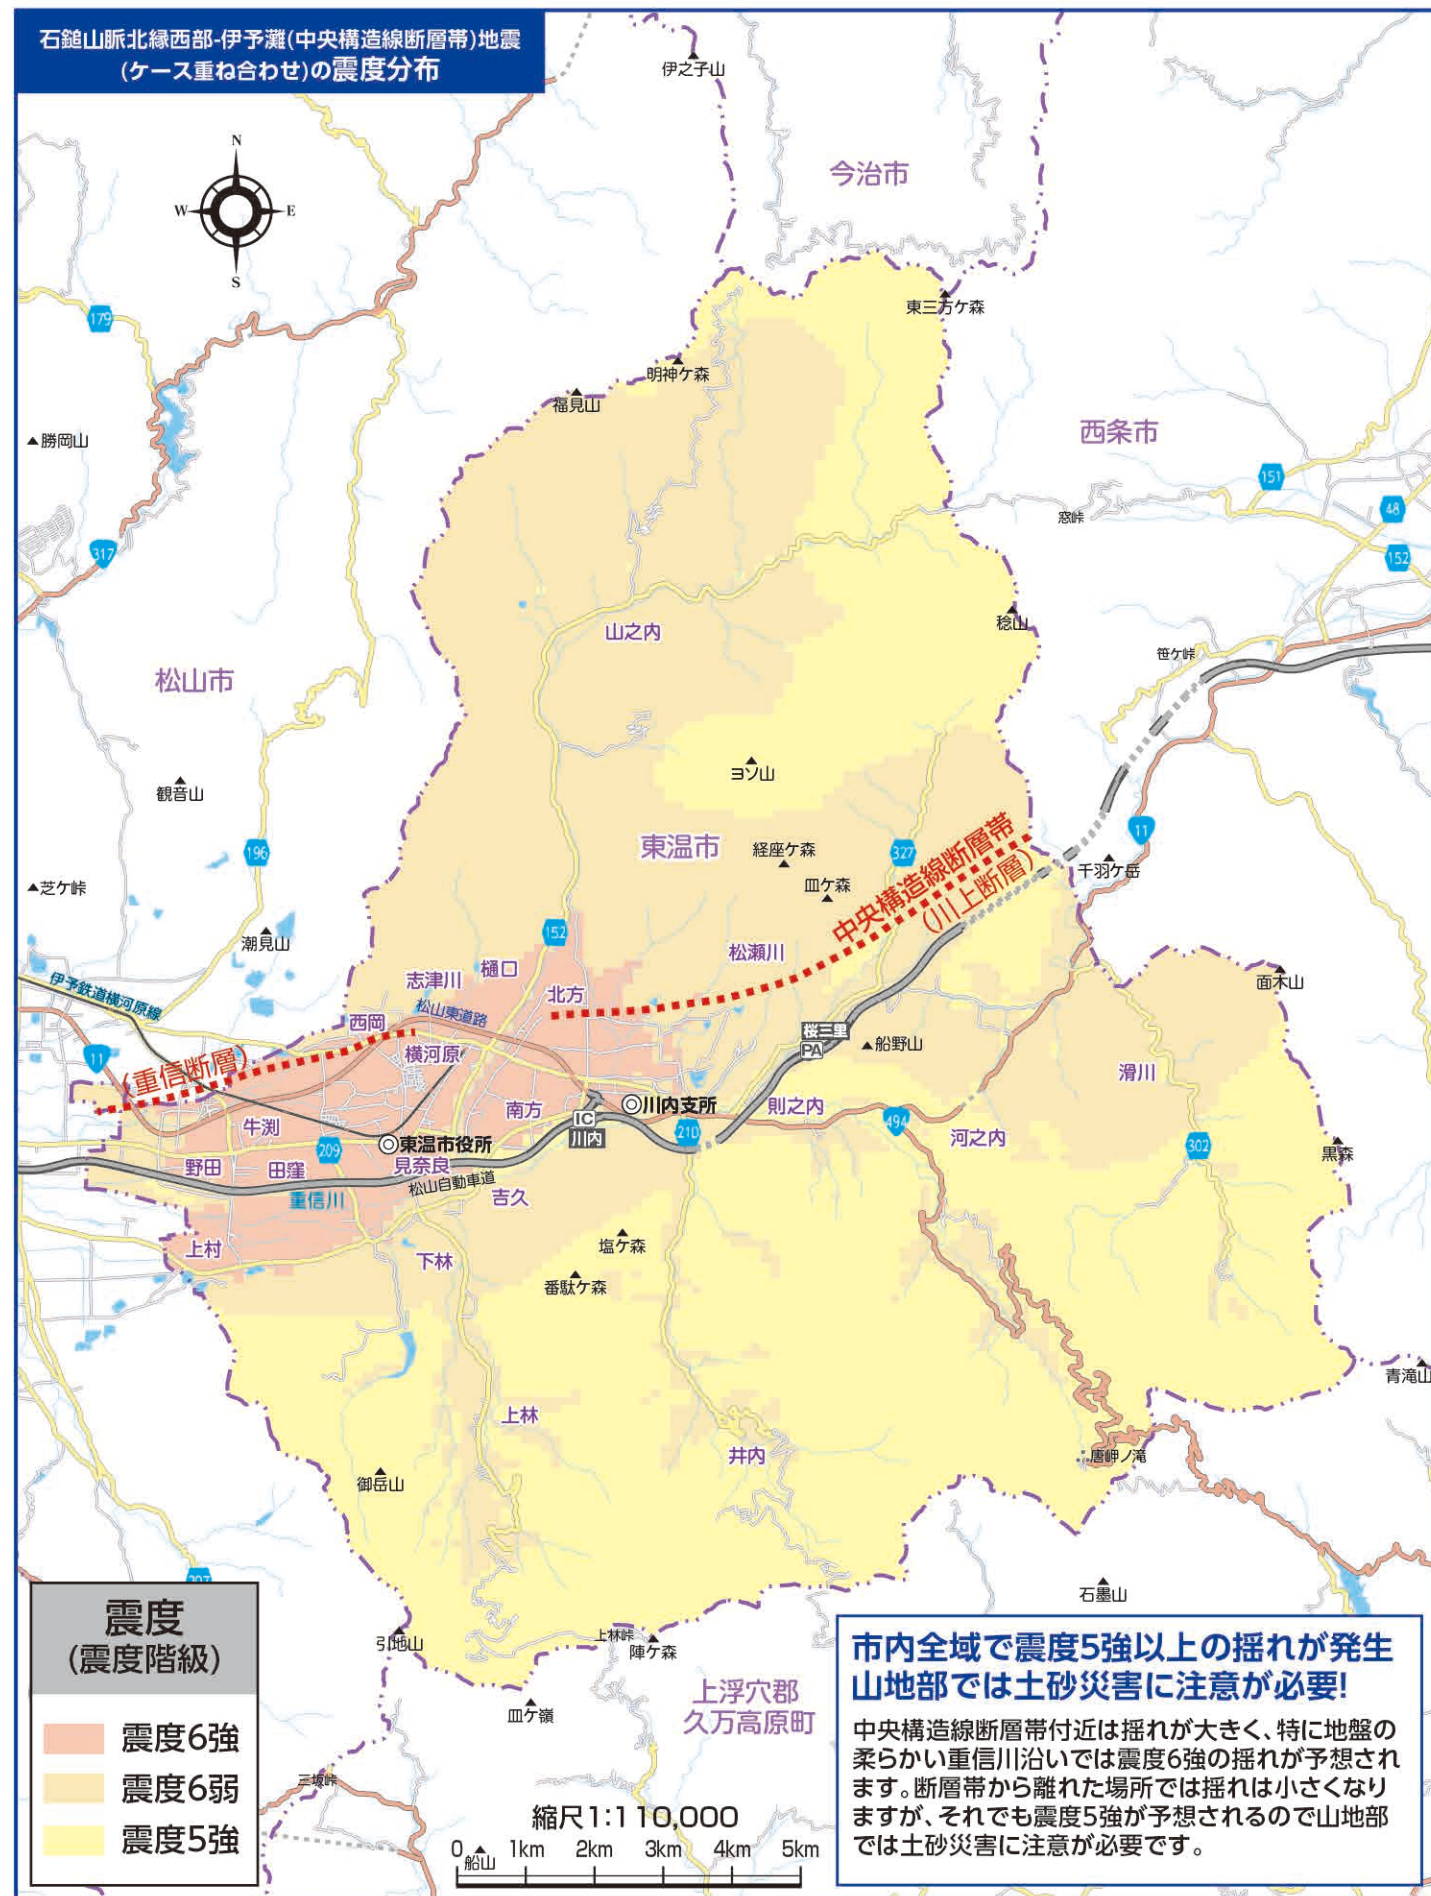 石鎚山脈北縁西部-伊予灘(中央構造線断層帯)地震
(ケース重ね合わせ)の震度分布
伊之子山
今治市
N
W
E
S
東三方ケ森
179
明神ケ森
福見山
勝岡山
西条市
151
48
窓峠
152
317
稔山
山之内
笹ケ峠
松山市
ヨソ山
観音山
東温市
経座ケ森
196
327
11
中央構造線断層帯
(川上断層)
千羽ケ岳
皿ケ森
芝ケ峠
潮見山
152
松瀬川
樋口
志津川
面木山
伊予鉄道横河原線
北方
松山東道路
西岡
桜三里
PA
船野山
横河原
11
(重信断層)
滑川
南方
川内支所
則之内
IC
川内
210
494
牛渕
東温市役所
河之内
209
302
黒森
野田
田窪
見奈良
松山自動車道
重信川
吉久
上村
塩ケ森
下林
番駄ケ森
青滝山
上林
井内
唐岬ノ滝
御岳山
207
石墨山
引地山
上林峠
陣ケ森
上浮穴郡
久万高原町
皿ケ嶺
三坂峠
震度
(震度階級)
震度6強
震度6弱
震度5強
縮尺1:110,000
0 1km 2km 3km 4km 5km
船山
市内全域で震度5強以上の揺れが発生
山地部では土砂災害に注意が必要!
中央構造線断層帯付近は揺れが大きく、特に地盤の
柔らかい重信川沿いでは震度6強の揺れが予想され
ます。断層帯から離れた場所では揺れは小さくなり
ますが、それでも震度5強が予想されるので山地部
では土砂災害に注意が必要です。